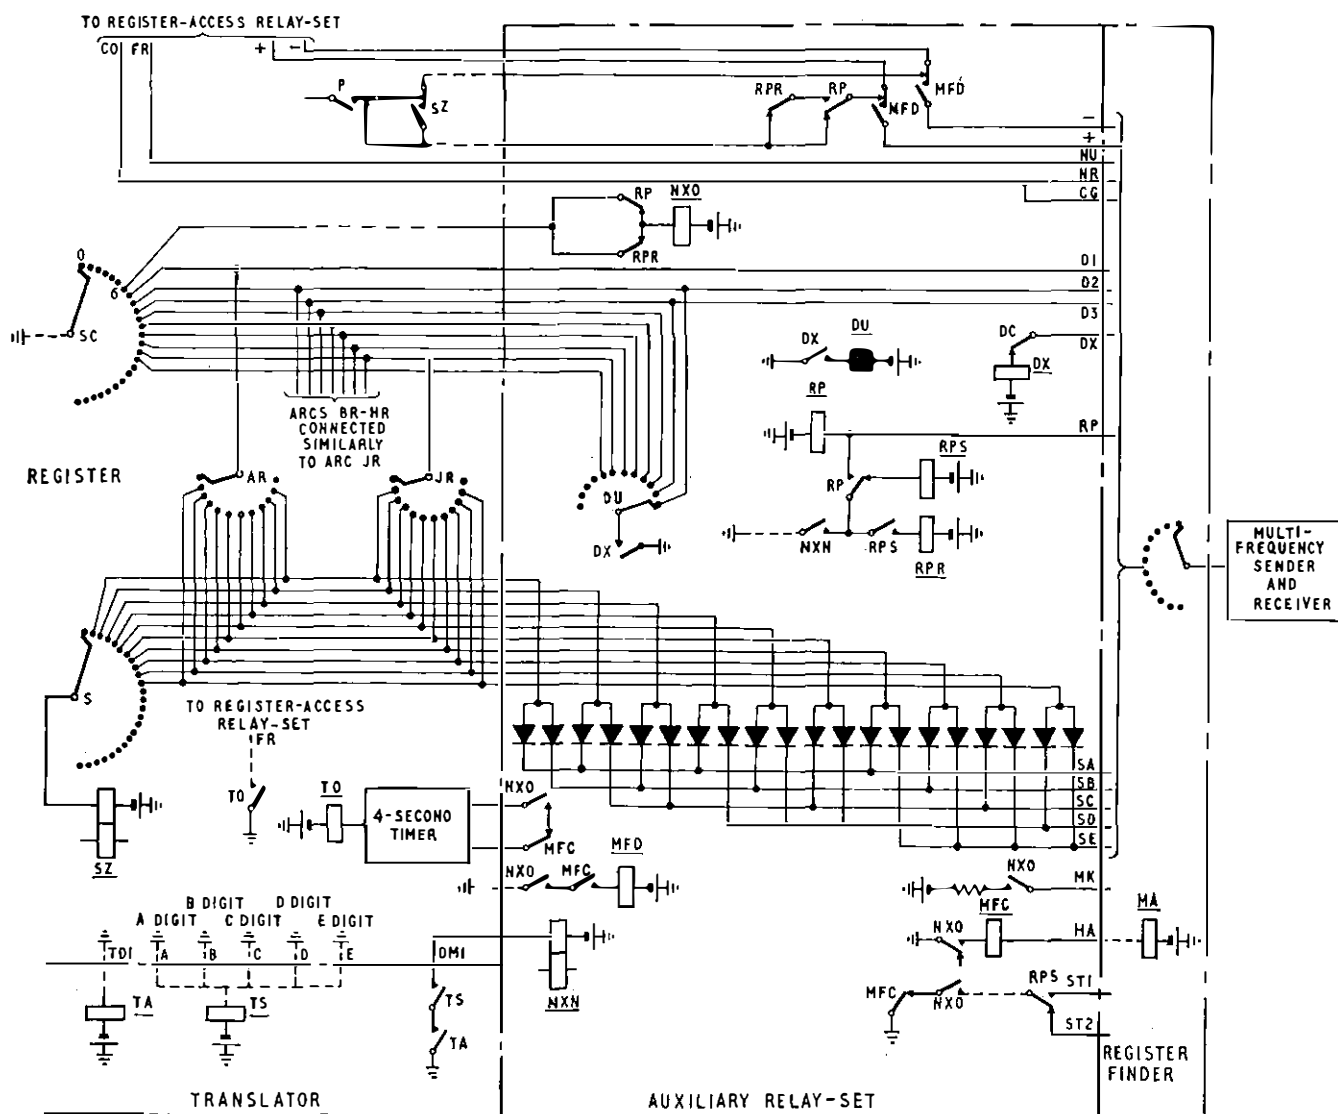 TO REGISTER-ACCESS RELAY-SET
CO FR + -
P
SZ
RPR RP MFD MFD
-
+
NU
NR
CG
RP NXO
RPR
O
6
SC
D1
D2
D3
DX DU
DC
DX
DX
RP
RP
ARCS BR-HR
CONNECTED
SIMILARLY
TO ARC JR
REGISTER
AR
JR
DU
DX
RPS
RP
NXN RPS
RPR
MULTI-
FREQUENCY
SENDER
AND
RECEIVER
S
TO REGISTER-ACCESS
RELAY-SET
FR
TO
TO
4-SECOND
TIMER
NXO
MFC
SA
SB
SC
SD
SE
SZ
NXO MFC MFD
NXO
MK
MFC
NXO
HA
MA
B DIGIT D DIGIT
A DIGIT C DIGIT E DIGIT
TDI A B C D E
DM1
NXN
TA TS
TS
TA
MFC
NXO
RPS
ST1
ST2
REGISTER
FINDER
TRANSLATOR
AUXILIARY RELAY-SET